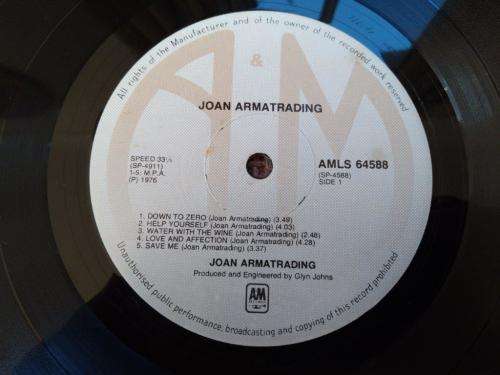 All rights of the Manufacturer and of the owner of the recorded work reserved
A&M
JOAN ARMATRADING
SPEED 33⅓
(SP-4911)
1-5: M.P.A.
(P) 1976
AMLS 64588
(SP-4588)
SIDE 1
1. DOWN TO ZERO (Joan Armatrading) (3.49)
2. HELP YOURSELF (Joan Armatrading) (4.03)
3. WATER WITH THE WINE (Joan Armatrading) (2.48)
4. LOVE AND AFFECTION (Joan Armatrading) (4.28)
5. SAVE ME (Joan Armatrading) (3.37)
JOAN ARMATRADING
Produced and Engineered by Glyn Johns
A&M
Unauthorised public performance, broadcasting and copying of this record prohibited